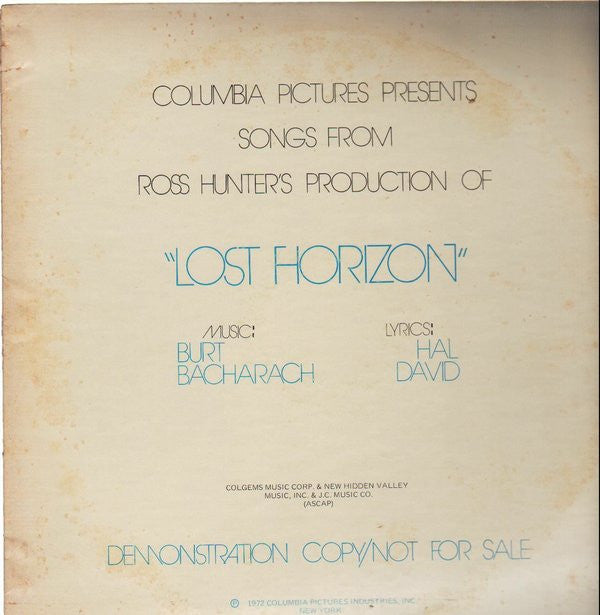 COLUMBIA PICTURES PRESENTS
SONGS FROM
ROSS HUNTER'S PRODUCTION OF
"LOST HORIZON"
MUSIC:
BURT
BACHARACH
LYRICS:
HAL
DAVID
COLGEMS MUSIC CORP. & NEW HIDDEN VALLEY
MUSIC, INC. & J.C. MUSIC CO.
(ASCAP)
DEMONSTRATION COPY/NOT FOR SALE
℗ 1972 COLUMBIA PICTURES INDUSTRIES, INC.
NEW YORK